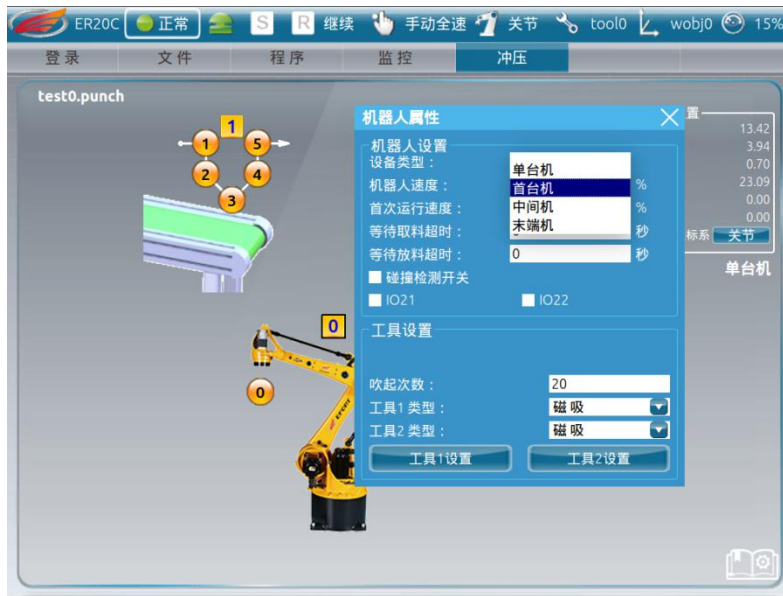 ER20C 正常 S R 继续 手动全速 关节 tool0 wobj0 15%
登录 文件 程序 监控 冲压
test0.punch
1
1 5
2 4
3
0
0
机器人属性
机器人设置
设备类型：
单台机
首台机
中间机
末端机
机器人速度： %
首次运行速度： %
等待取料超时： 秒
等待放料超时： 0 秒
碰撞检测开关
IO21 IO22
工具设置
吹起次数： 20
工具1 类型： 磁吸
工具2 类型： 磁吸
工具1设置 工具2设置
置
13.42
3.94
0.70
23.09
0.00
0.00
标系 关节
单台机